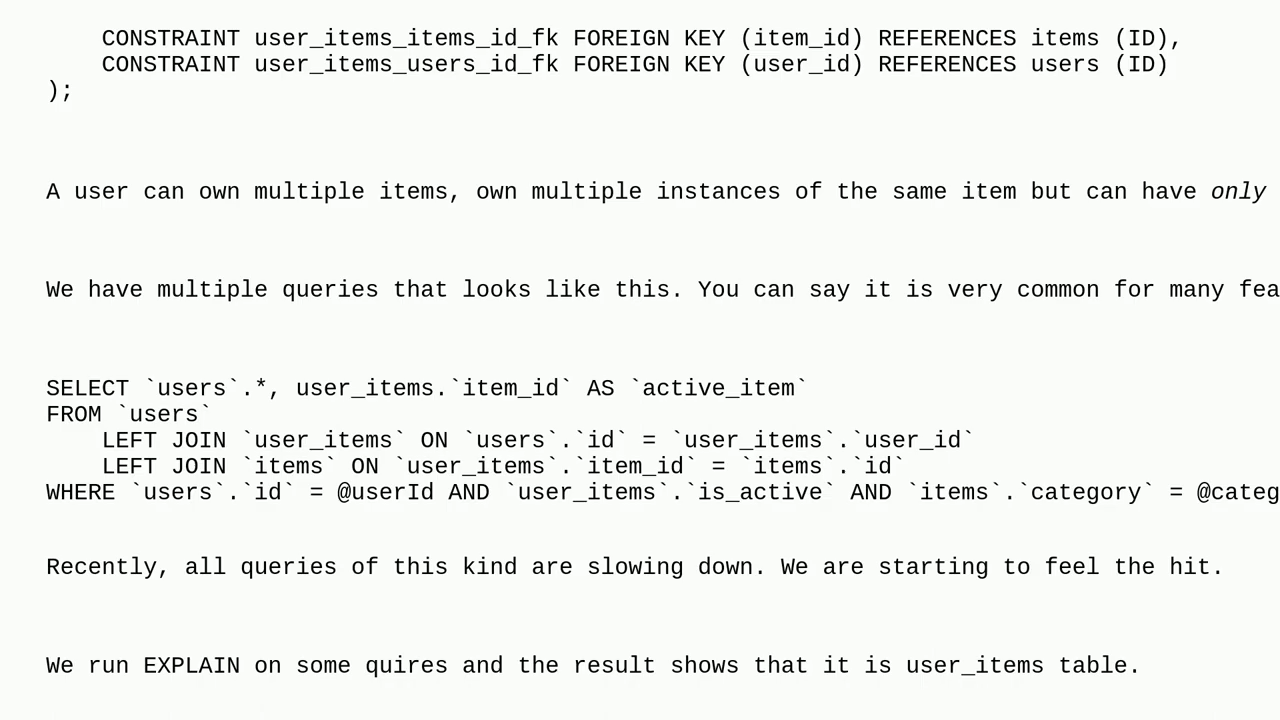 CONSTRAINT user_items_items_id_fk FOREIGN KEY (item_id) REFERENCES items (ID),
CONSTRAINT user_items_users_id_fk FOREIGN KEY (user_id) REFERENCES users (ID)
);
A user can own multiple items, own multiple instances of the same item but can have only
We have multiple queries that looks like this. You can say it is very common for many fea
SELECT `users`.*, user_items.`item_id` AS `active_item`
FROM `users`
LEFT JOIN `user_items` ON `users`.`id` = `user_items`.`user_id`
LEFT JOIN `items` ON `user_items`.`item_id` = `items`.`id`
WHERE `users`.`id` = @userId AND `user_items`.`is_active` AND `items`.`category` = @categ
Recently, all queries of this kind are slowing down. We are starting to feel the hit.
We run EXPLAIN on some quires and the result shows that it is user_items table.